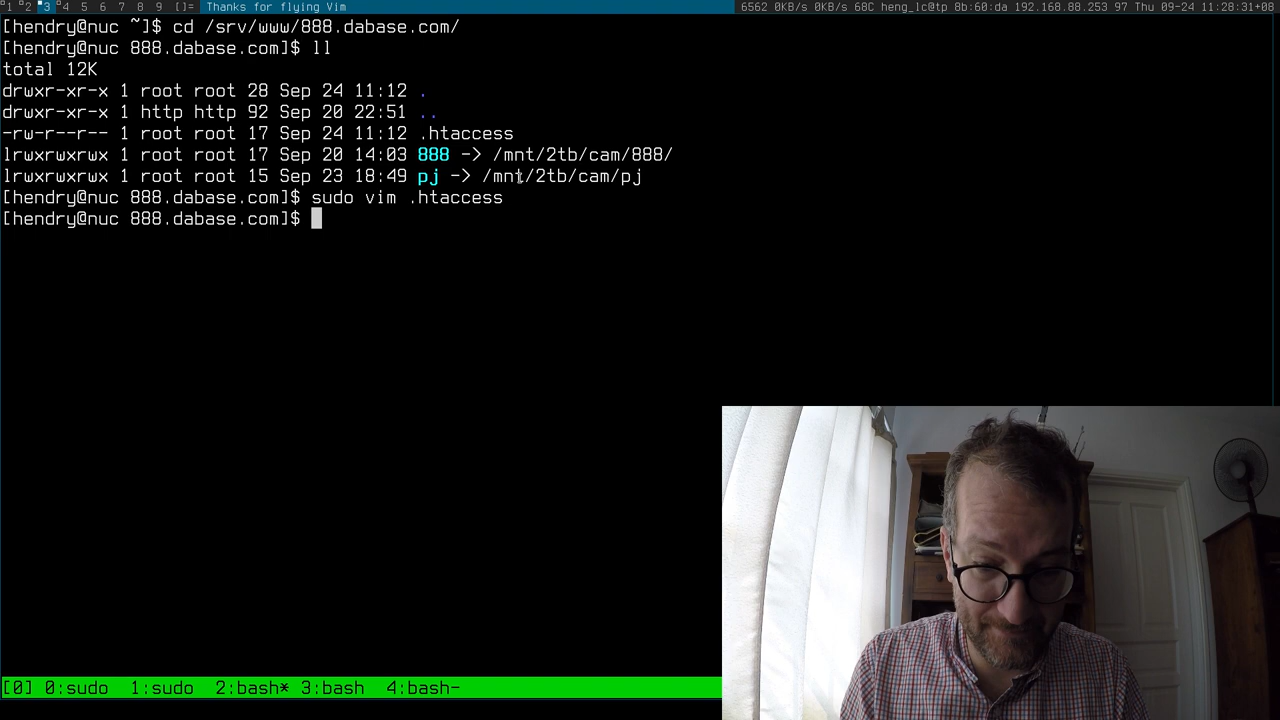 1 2 3 4 5 6 7 8 9 []= Thanks for flying Vim 6562 0KB/s 0KB/s 68C heng_lc@tp 8b:60:da 192.168.88.253 97 Thu 09-24 11:28:31+08
[hendry@nuc ~]$ cd /srv/www/888.dabase.com/
[hendry@nuc 888.dabase.com]$ ll
total 12K
drwxr-xr-x 1 root root 28 Sep 24 11:12 .
drwxr-xr-x 1 http http 92 Sep 20 22:51 ..
-rw-r--r-- 1 root root 17 Sep 24 11:12 .htaccess
lrwxrwxrwx 1 root root 17 Sep 20 14:03 888 -> /mnt/2tb/cam/888/
lrwxrwxrwx 1 root root 15 Sep 23 18:49 pj -> /mnt/2tb/cam/pj
[hendry@nuc 888.dabase.com]$ sudo vim .htaccess
[hendry@nuc 888.dabase.com]$
[0] 0:sudo 1:sudo 2:bash* 3:bash 4:bash-